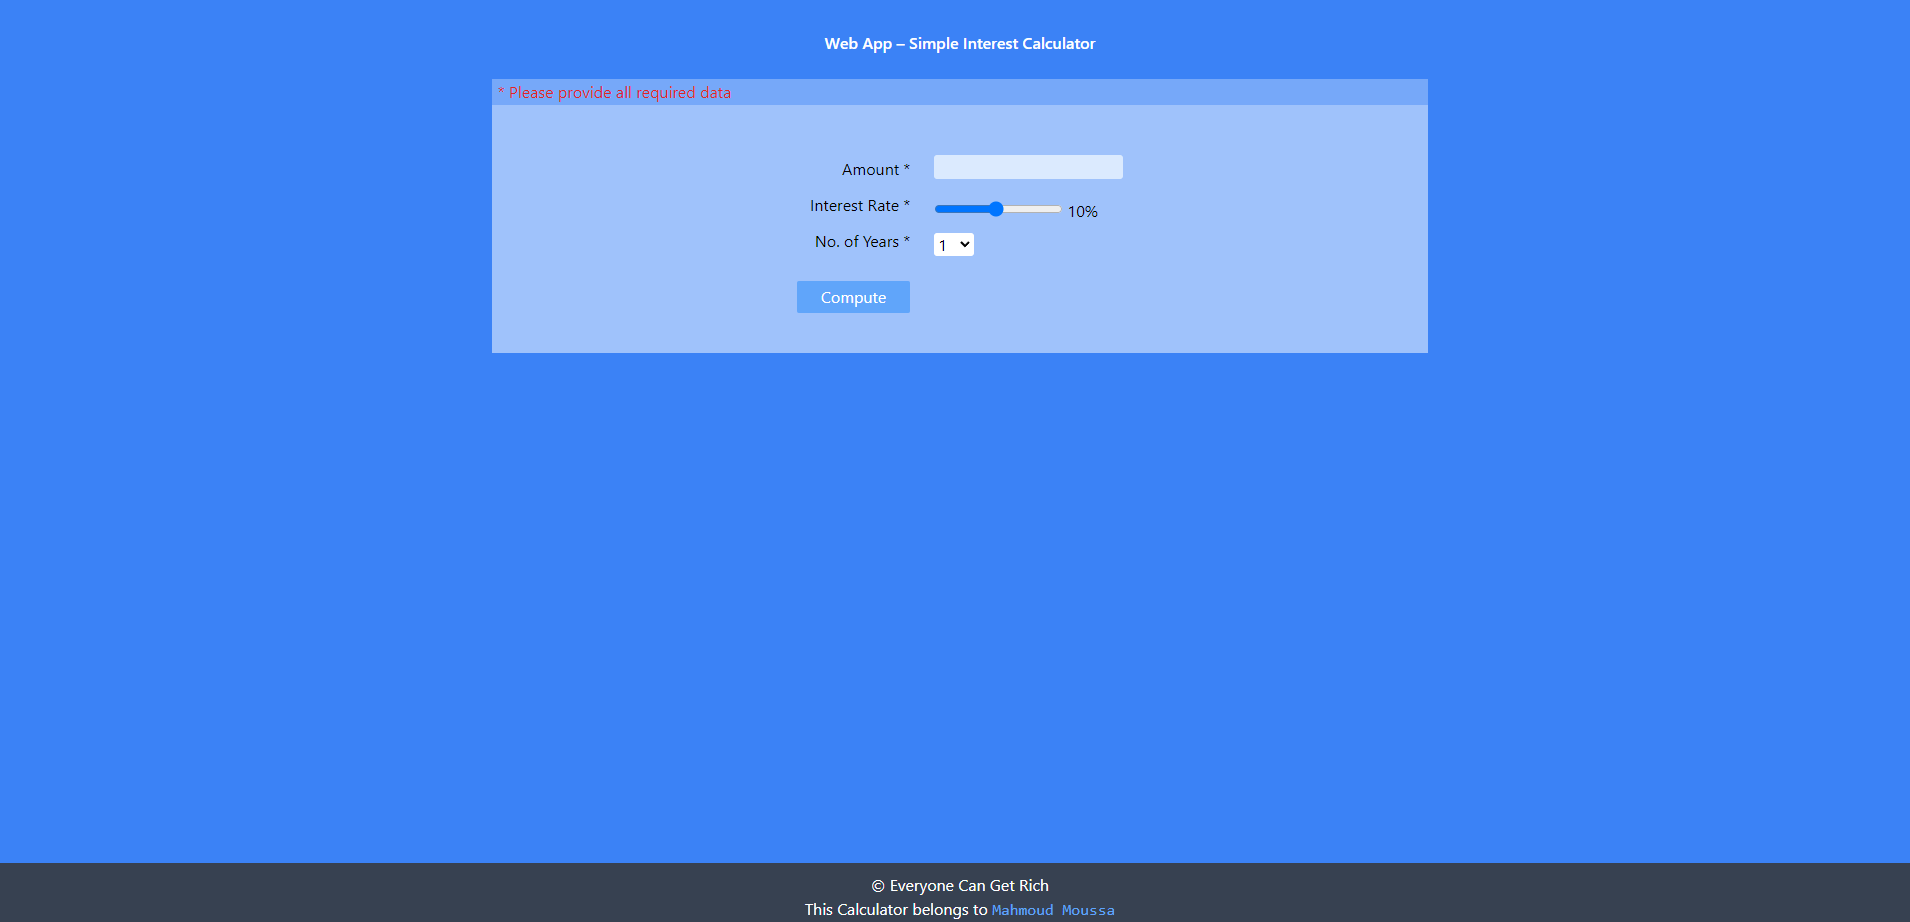 Web App – Simple Interest Calculator
* Please provide all required data
Amount *
Interest Rate * 10%
No. of Years * 1
Compute
© Everyone Can Get Rich
This Calculator belongs to Mahmoud Moussa